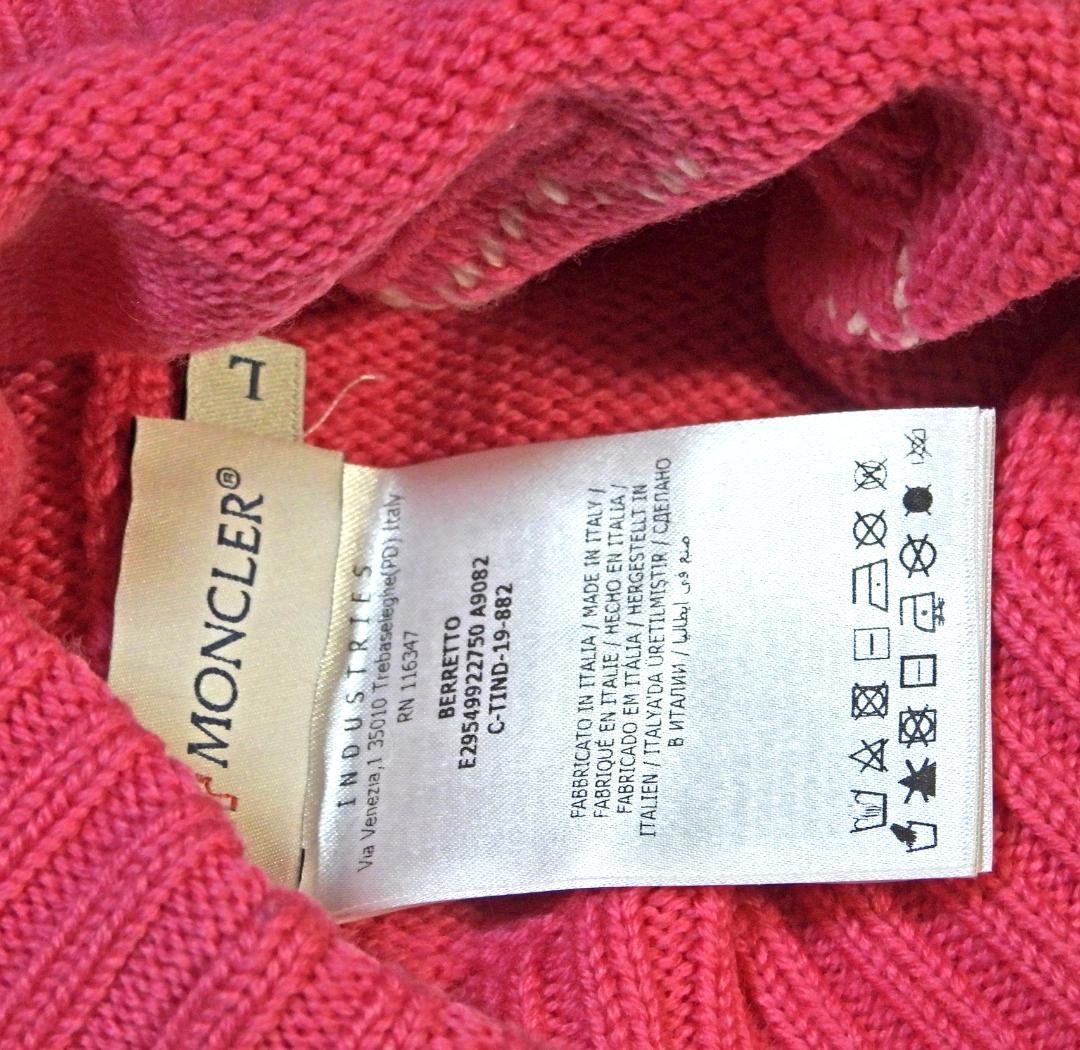 L
MONCLER®
INDUSTRIES
Via Venezia,1 35010 Trebaseleghe(PD) Italy
RN 116347
BERRETTO
E29549922750 A9082
C-TIND-19-882
FABBRICATO IN ITALIA / MADE IN ITALY /
FABRIQUÉ EN ITALIE / HECHO EN ITALIA /
FABRICADO EM ITÁLIA / HERGESTELLT IN
ITALIEN / ITALYA'DA ÜRETILMIŞTIR / СДЕЛАНО
В ИТАЛИИ / صنع في إيطاليا